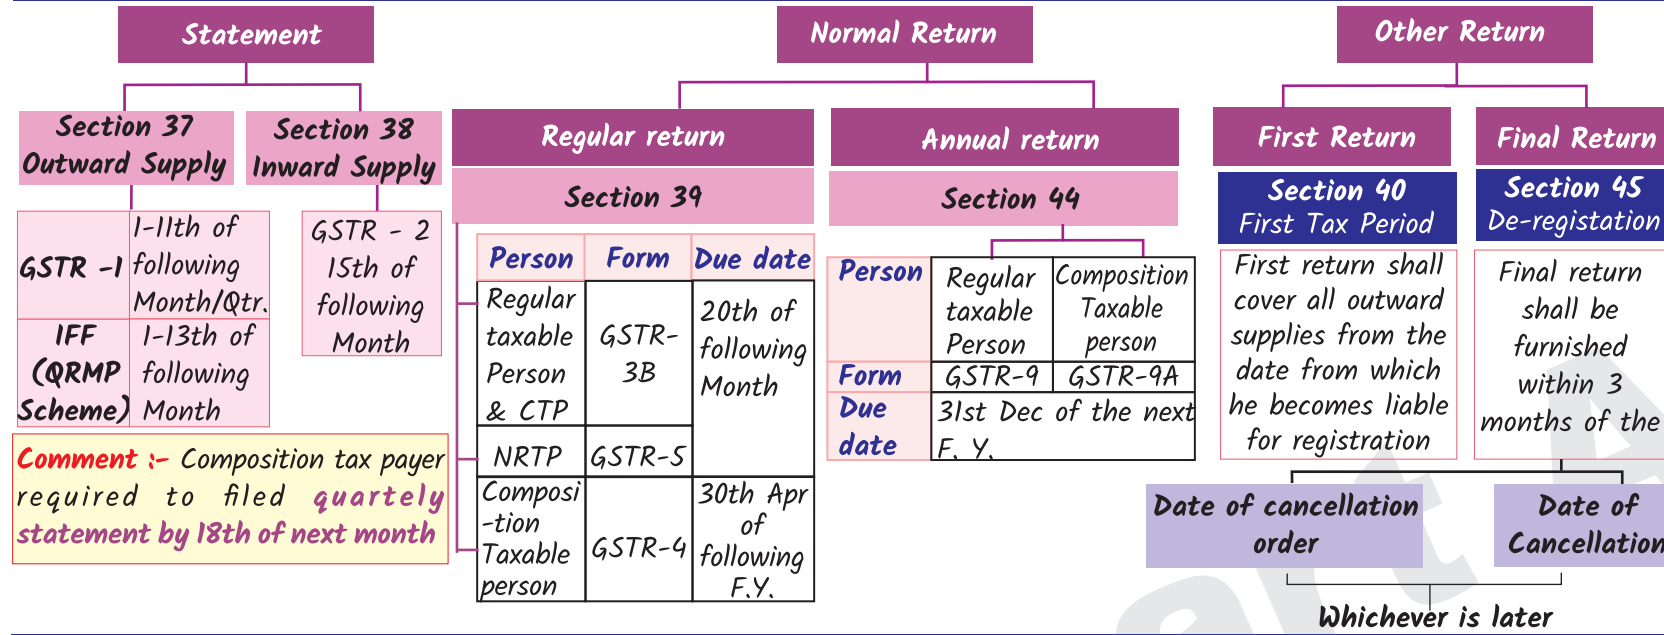 Statement
Normal Return
Other Return
Section 37
Outward Supply
Section 38
Inward Supply
GSTR -1
1-11th of
following
Month/Qtr.
IFF
(QRMP
Scheme)
1-13th of
following
Month
GSTR - 2
15th of
following
Month
Comment :- Composition tax payer
required to filed quartely
statement by 18th of next month
Regular return
Section 39
Person Form Due date
Regular
taxable
Person
& CTP
GSTR-
3B
20th of
following
Month
NRTP GSTR-5
Composi
-tion
Taxable
person
GSTR-4
30th Apr
of
following
F.Y.
Annual return
Section 44
Person
Regular
taxable
Person
Composition
Taxable
person
Form GSTR-9 GSTR-9A
Due
date
31st Dec of the next
F. Y.
First Return
Section 40
First Tax Period
First return shall
cover all outward
supplies from the
date from which
he becomes liable
for registration
Final Return
Section 45
De-registation
Final return
shall be
furnished
within 3
months of the
Date of cancellation
order
Date of
Cancellation
Whichever is later